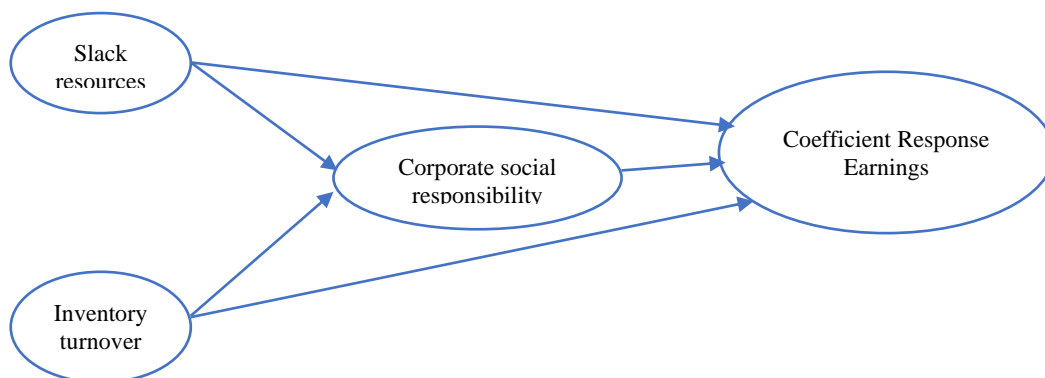 Slack
resources
Coefficient Response
Earnings
Corporate social
responsibility
Inventory
turnover